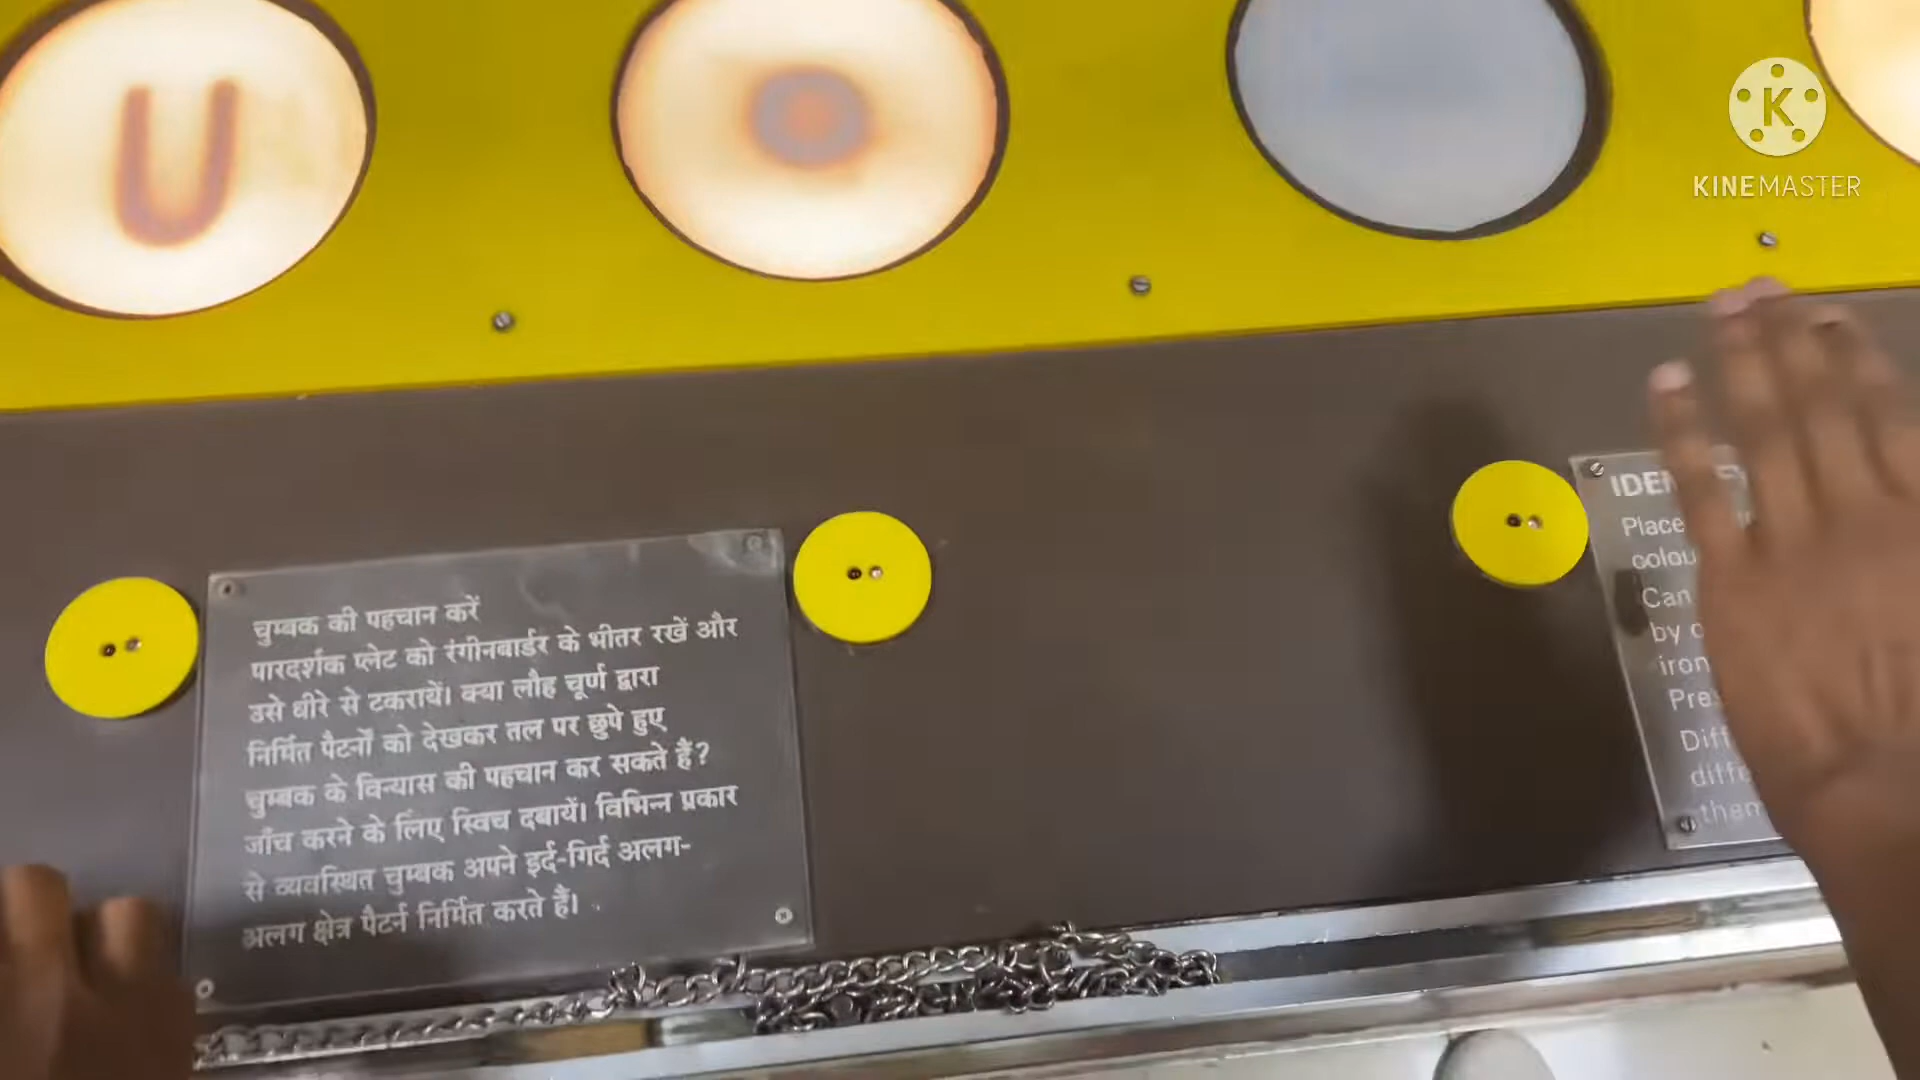 U
K
KINEMASTER
चुम्बक की पहचान करें
पारदर्शक प्लेट को रंगीनबार्डर के भीतर रखें और
उसे धीरे से टकरायें। क्या लौह चूर्ण द्वारा
निर्मित पैटर्नों को देखकर तल पर छुपे हुए
चुम्बक के विन्यास की पहचान कर सकते हैं?
जाँच करने के लिए स्विच दबायें। विभिन्न प्रकार
से व्यवस्थित चुम्बक अपने इर्द-गिर्द अलग-
अलग क्षेत्र पैटर्न निर्मित करते हैं।
Place
Can
by
iron